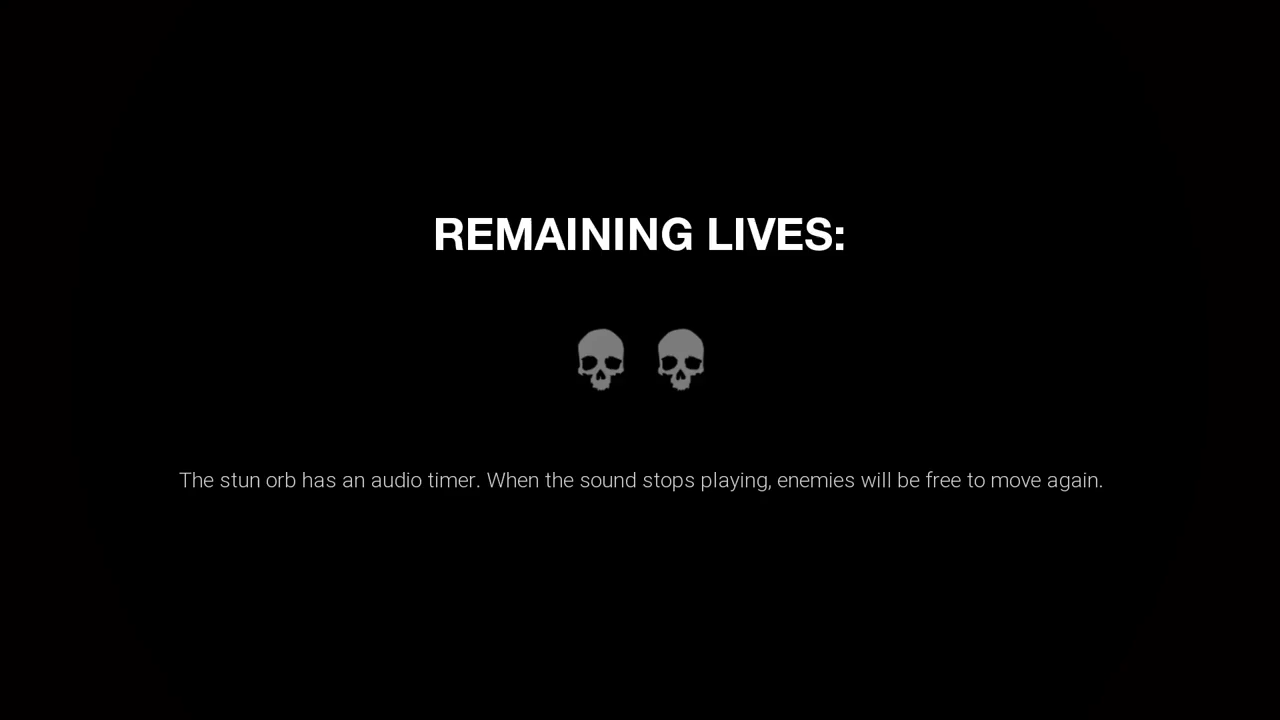 REMAINING LIVES:
The stun orb has an audio timer. When the sound stops playing, enemies will be free to move again.